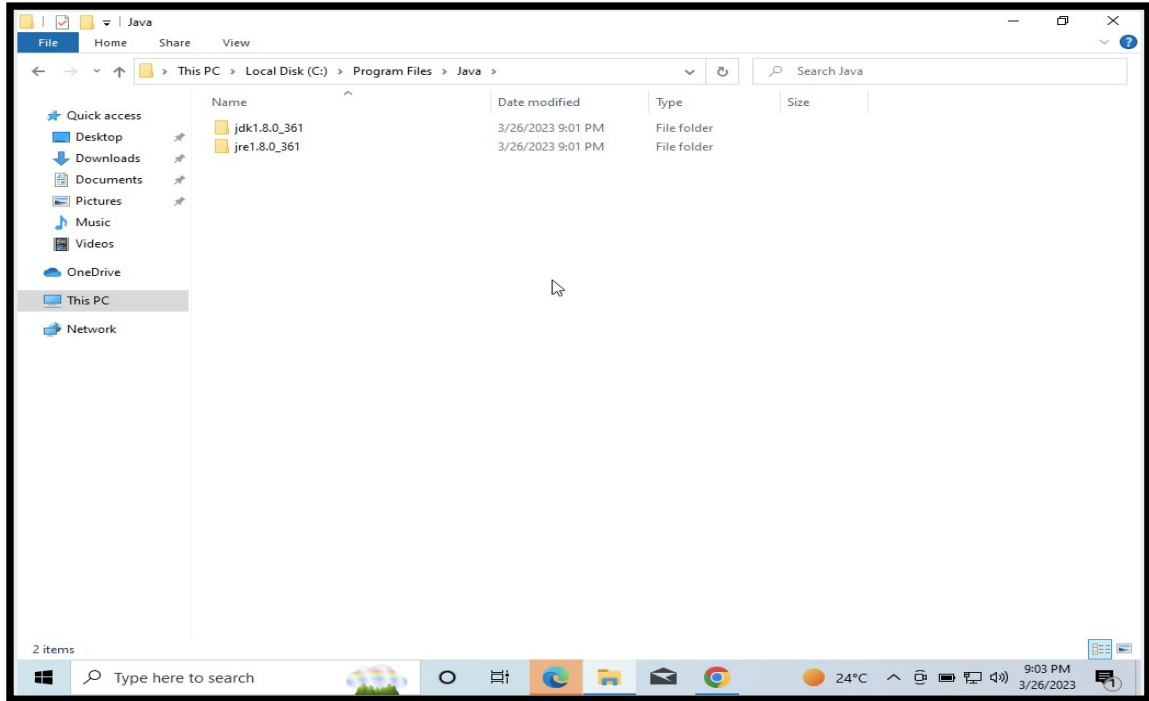 Java
File Home Share View
This PC > Local Disk (C:) > Program Files > Java >
Search Java
Name Date modified Type Size
jdk1.8.0_361 3/26/2023 9:01 PM File folder
jre1.8.0_361 3/26/2023 9:01 PM File folder
Quick access
Desktop
Downloads
Documents
Pictures
Music
Videos
OneDrive
This PC
Network
2 items
Type here to search
24°C
9:03 PM
3/26/2023
1